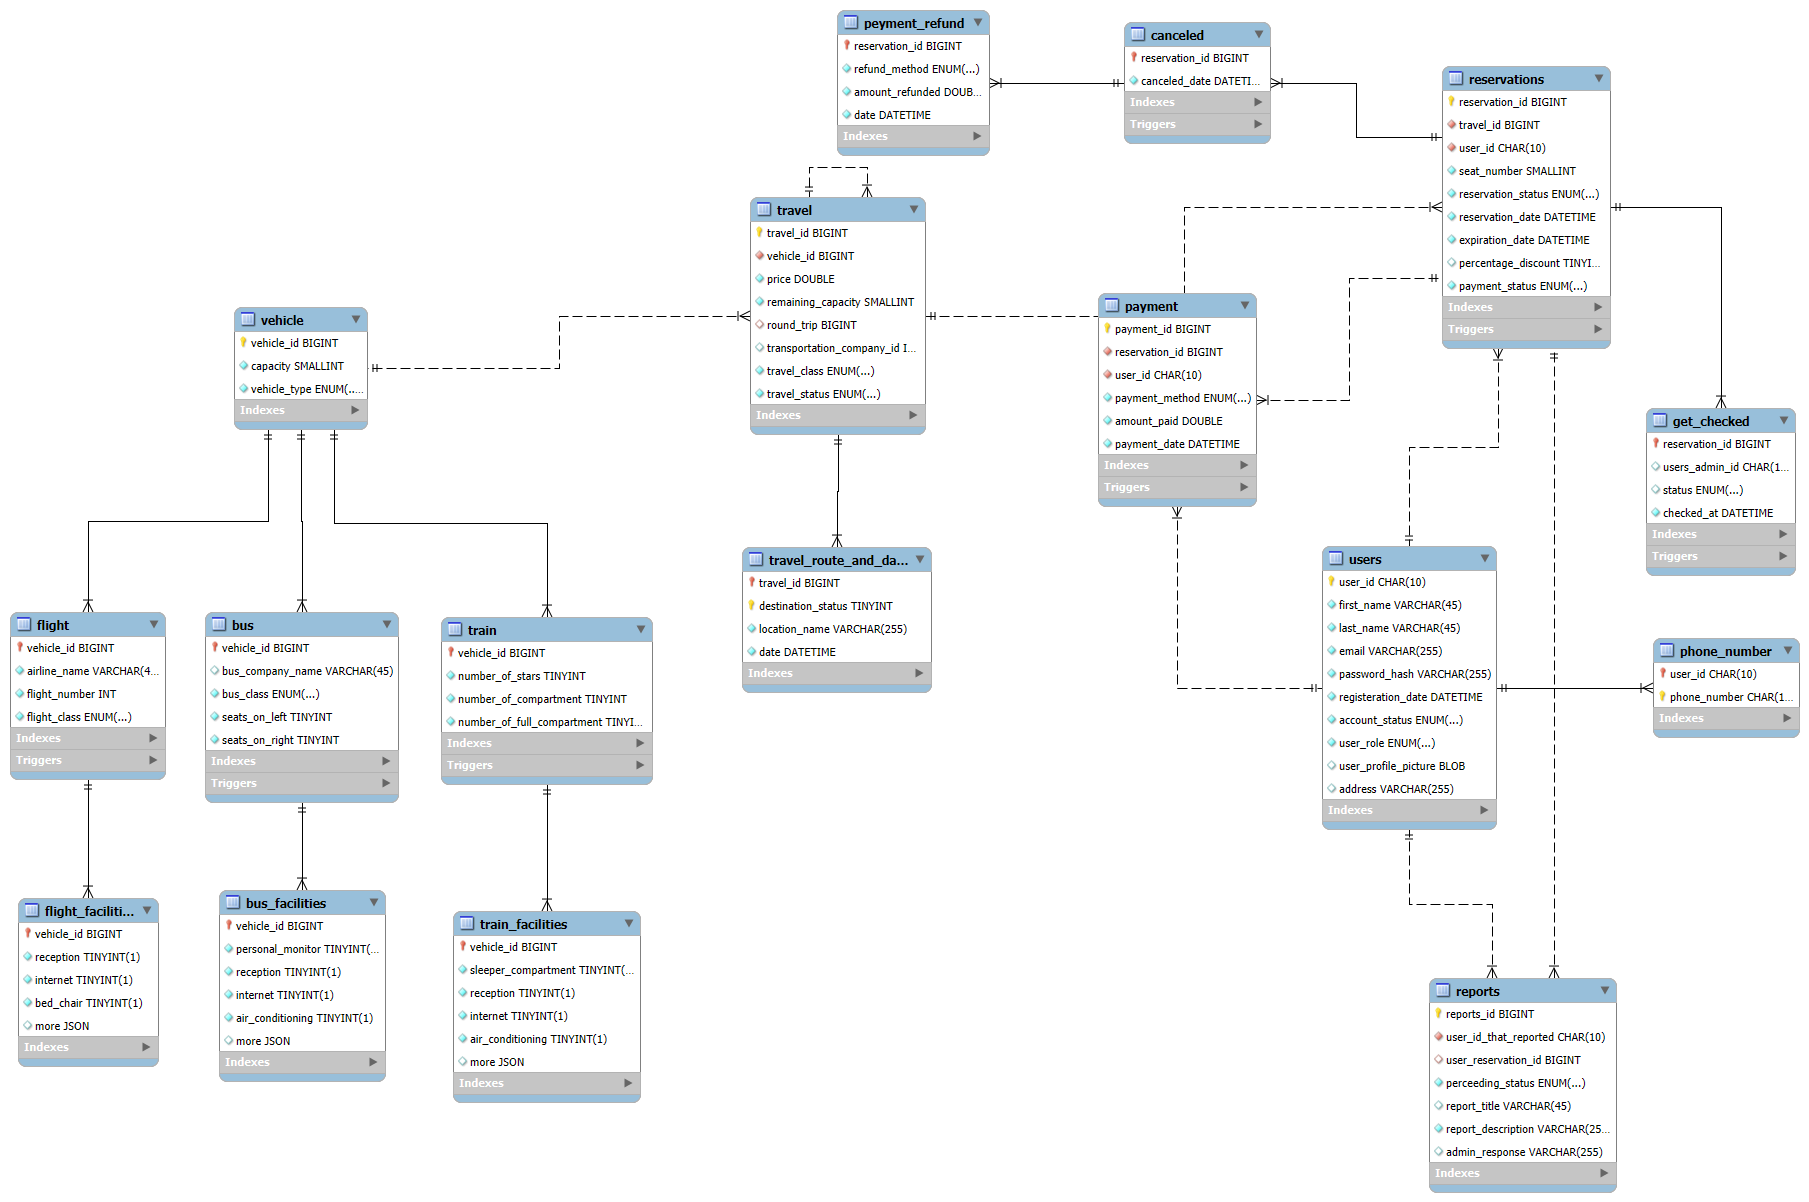 peyment_refund
reservation_id BIGINT
refund_method ENUM(...)
amount_refunded DOUB...
date DATETIME
Indexes
canceled
reservation_id BIGINT
canceled_date DATETI...
Indexes
Triggers
reservations
reservation_id BIGINT
travel_id BIGINT
user_id CHAR(10)
seat_number SMALLINT
reservation_status ENUM(...)
reservation_date DATETIME
expiration_date DATETIME
percentage_discount TINYI...
payment_status ENUM(...)
Indexes
Triggers
travel
travel_id BIGINT
vehicle_id BIGINT
price DOUBLE
remaining_capacity SMALLINT
round_trip BIGINT
transportation_company_id I...
travel_class ENUM(...)
travel_status ENUM(...)
Indexes
vehicle
vehicle_id BIGINT
capacity SMALLINT
vehicle_type ENUM(.....
Indexes
payment
payment_id BIGINT
reservation_id BIGINT
user_id CHAR(10)
payment_method ENUM(...)
amount_paid DOUBLE
payment_date DATETIME
Indexes
Triggers
get_checked
reservation_id BIGINT
users_admin_id CHAR(1...
status ENUM(...)
checked_at DATETIME
Indexes
Triggers
travel_route_and_da...
travel_id BIGINT
destination_status TINYINT
location_name VARCHAR(255)
date DATETIME
Indexes
users
user_id CHAR(10)
first_name VARCHAR(45)
last_name VARCHAR(45)
email VARCHAR(255)
password_hash VARCHAR(255)
registeration_date DATETIME
account_status ENUM(...)
user_role ENUM(...)
user_profile_picture BLOB
address VARCHAR(255)
Indexes
phone_number
user_id CHAR(10)
phone_number CHAR(1...
Indexes
flight
vehicle_id BIGINT
airline_name VARCHAR(4...
flight_number INT
flight_class ENUM(...)
Indexes
Triggers
bus
vehicle_id BIGINT
bus_company_name VARCHAR(45)
bus_class ENUM(...)
seats_on_left TINYINT
seats_on_right TINYINT
Indexes
Triggers
train
vehicle_id BIGINT
number_of_stars TINYINT
number_of_compartment TINYINT
number_of_full_compartment TINYI...
Indexes
Triggers
flight_faciliti...
vehicle_id BIGINT
reception TINYINT(1)
internet TINYINT(1)
bed_chair TINYINT(1)
more JSON
Indexes
bus_facilities
vehicle_id BIGINT
personal_monitor TINYINT(...
reception TINYINT(1)
internet TINYINT(1)
air_conditioning TINYINT(1)
more JSON
Indexes
train_facilities
vehicle_id BIGINT
sleeper_compartment TINYINT(...
reception TINYINT(1)
internet TINYINT(1)
air_conditioning TINYINT(1)
more JSON
Indexes
reports
reports_id BIGINT
user_id_that_reported CHAR(10)
user_reservation_id BIGINT
perceeding_status ENUM(...)
report_title VARCHAR(45)
report_description VARCHAR(25...
admin_response VARCHAR(255)
Indexes